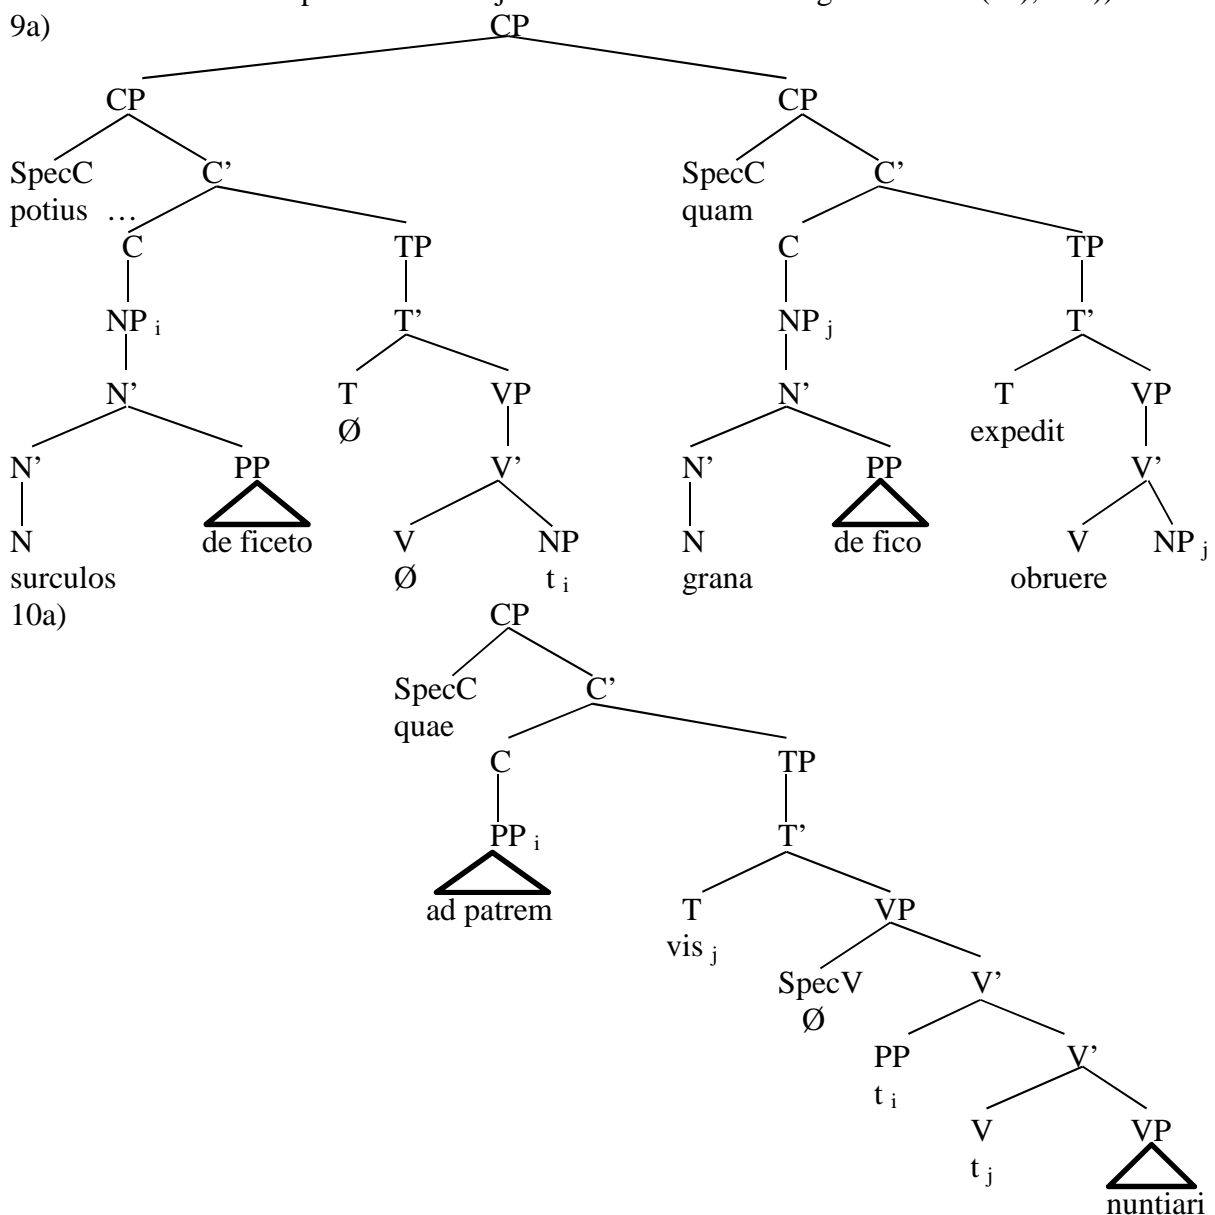 9a) CP
CP CP
SpecC C’ SpecC C’
potius … quam
C TP C TP
NP i T’ NP j T’
N’ T VP N’ T VP
Ø expedit
N’ PP V’ N’ PP V’
N de ficeto V NP N de fico V NP j
surculos Ø t i grana obruere
10a) CP
SpecC C’
quae
C TP
PP i T’
ad patrem T VP
vis j
SpecV V’
Ø
PP V’
t i
V VP
t j
nuntiari